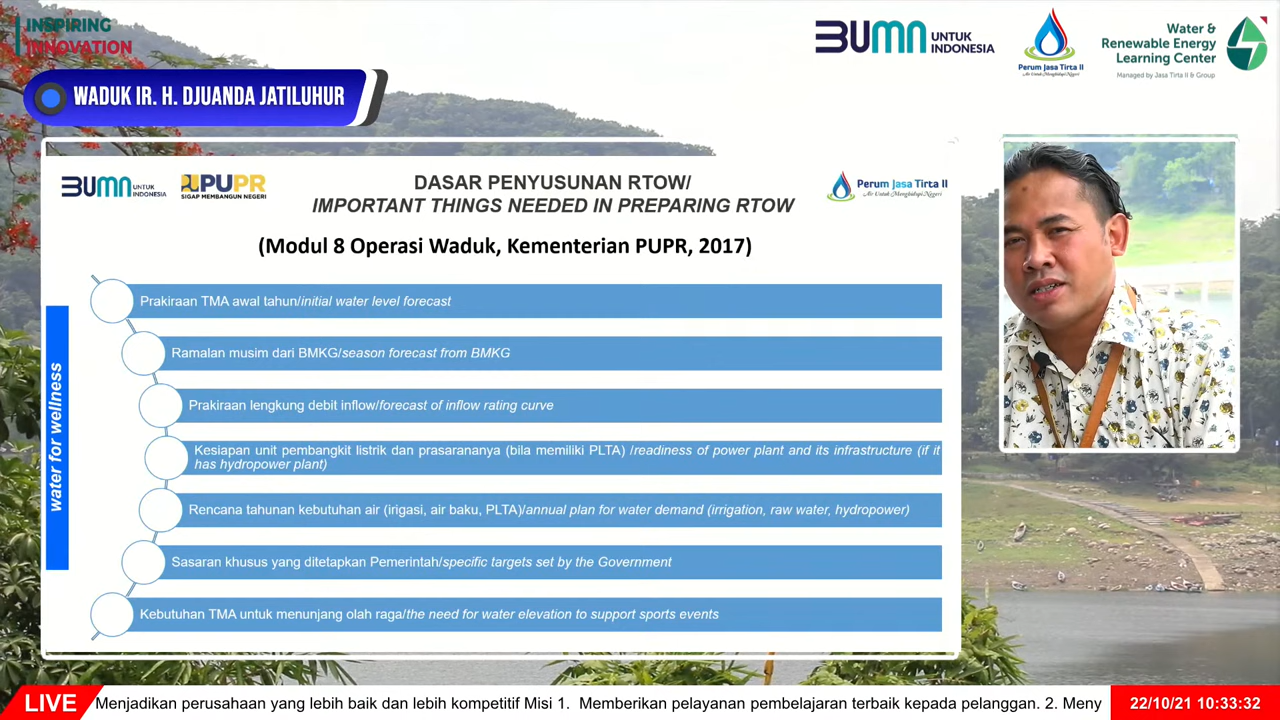 INSPIRING
INNOVATION
BUMN UNTUK
INDONESIA
Perum Jasa Tirta II
Air Untuk Menghidupi Negeri
Water &
Renewable Energy
Learning Center
Managed by Jasa Tirta II & Group
WADUK IR. H. DJUANDA JATILUHUR
BUMN UNTUK
INDONESIA
PUPR
SIGAP MEMBANGUN NEGERI
DASAR PENYUSUNAN RTOW/
IMPORTANT THINGS NEEDED IN PREPARING RTOW
Perum Jasa Tirta II
Air Untuk Menghidupi Negeri
(Modul 8 Operasi Waduk, Kementerian PUPR, 2017)
water for wellness
Prakiraan TMA awal tahun/initial water level forecast
Ramalan musim dari BMKG/season forecast from BMKG
Prakiraan lengkung debit inflow/forecast of inflow rating curve
Kesiapan unit pembangkit listrik dan prasarananya (bila memiliki PLTA) /readiness of power plant and its infrastructure (if it
has hydropower plant)
Rencana tahunan kebutuhan air (irigasi, air baku, PLTA)/annual plan for water demand (irrigation, raw water, hydropower)
Sasaran khusus yang ditetapkan Pemerintah/specific targets set by the Government
Kebutuhan TMA untuk menunjang olah raga/the need for water elevation to support sports events
LIVE
Menjadikan perusahaan yang lebih baik dan lebih kompetitif Misi 1. Memberikan pelayanan pembelajaran terbaik kepada pelanggan. 2. Meny
22/10/21 10:33:32